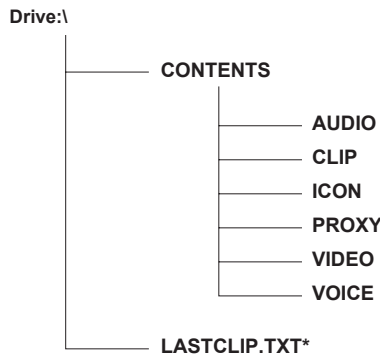 Drive:\
CONTENTS
AUDIO
CLIP
ICON
PROXY
VIDEO
VOICE
LASTCLIP.TXT*